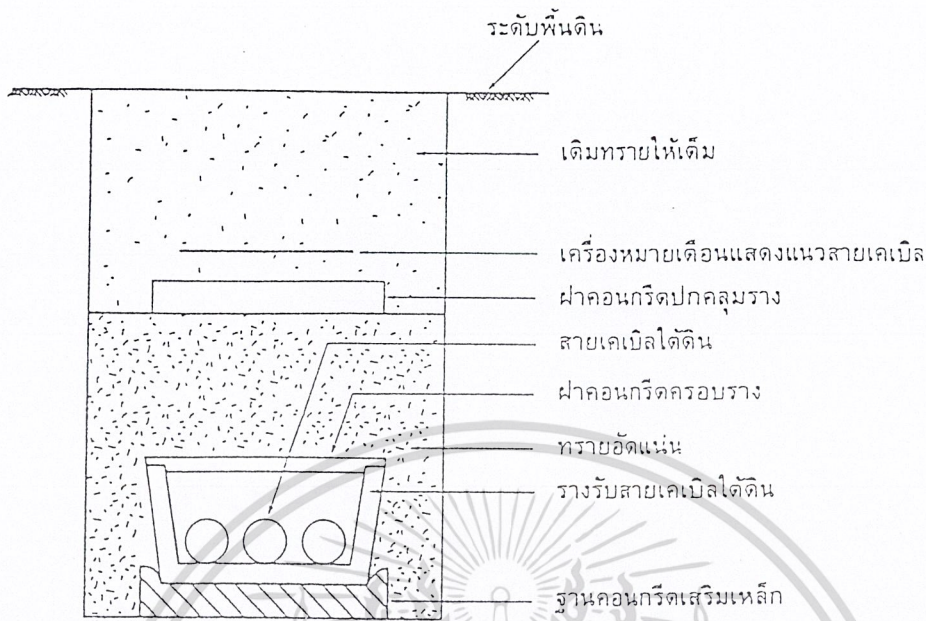 ระดับพื้นดิน
เติมทรายให้เต็ม
เครื่องหมายเตือนแสดงแนวสายเคเบิล
ฝาคอนกรีตปกคลุมราง
สายเคเบิลใต้ดิน
ฝาคอนกรีตครอบราง
ทรายอัดแน่น
รางรับสายเคเบิลใต้ดิน
ฐานคอนกรีตเสริมเหล็ก